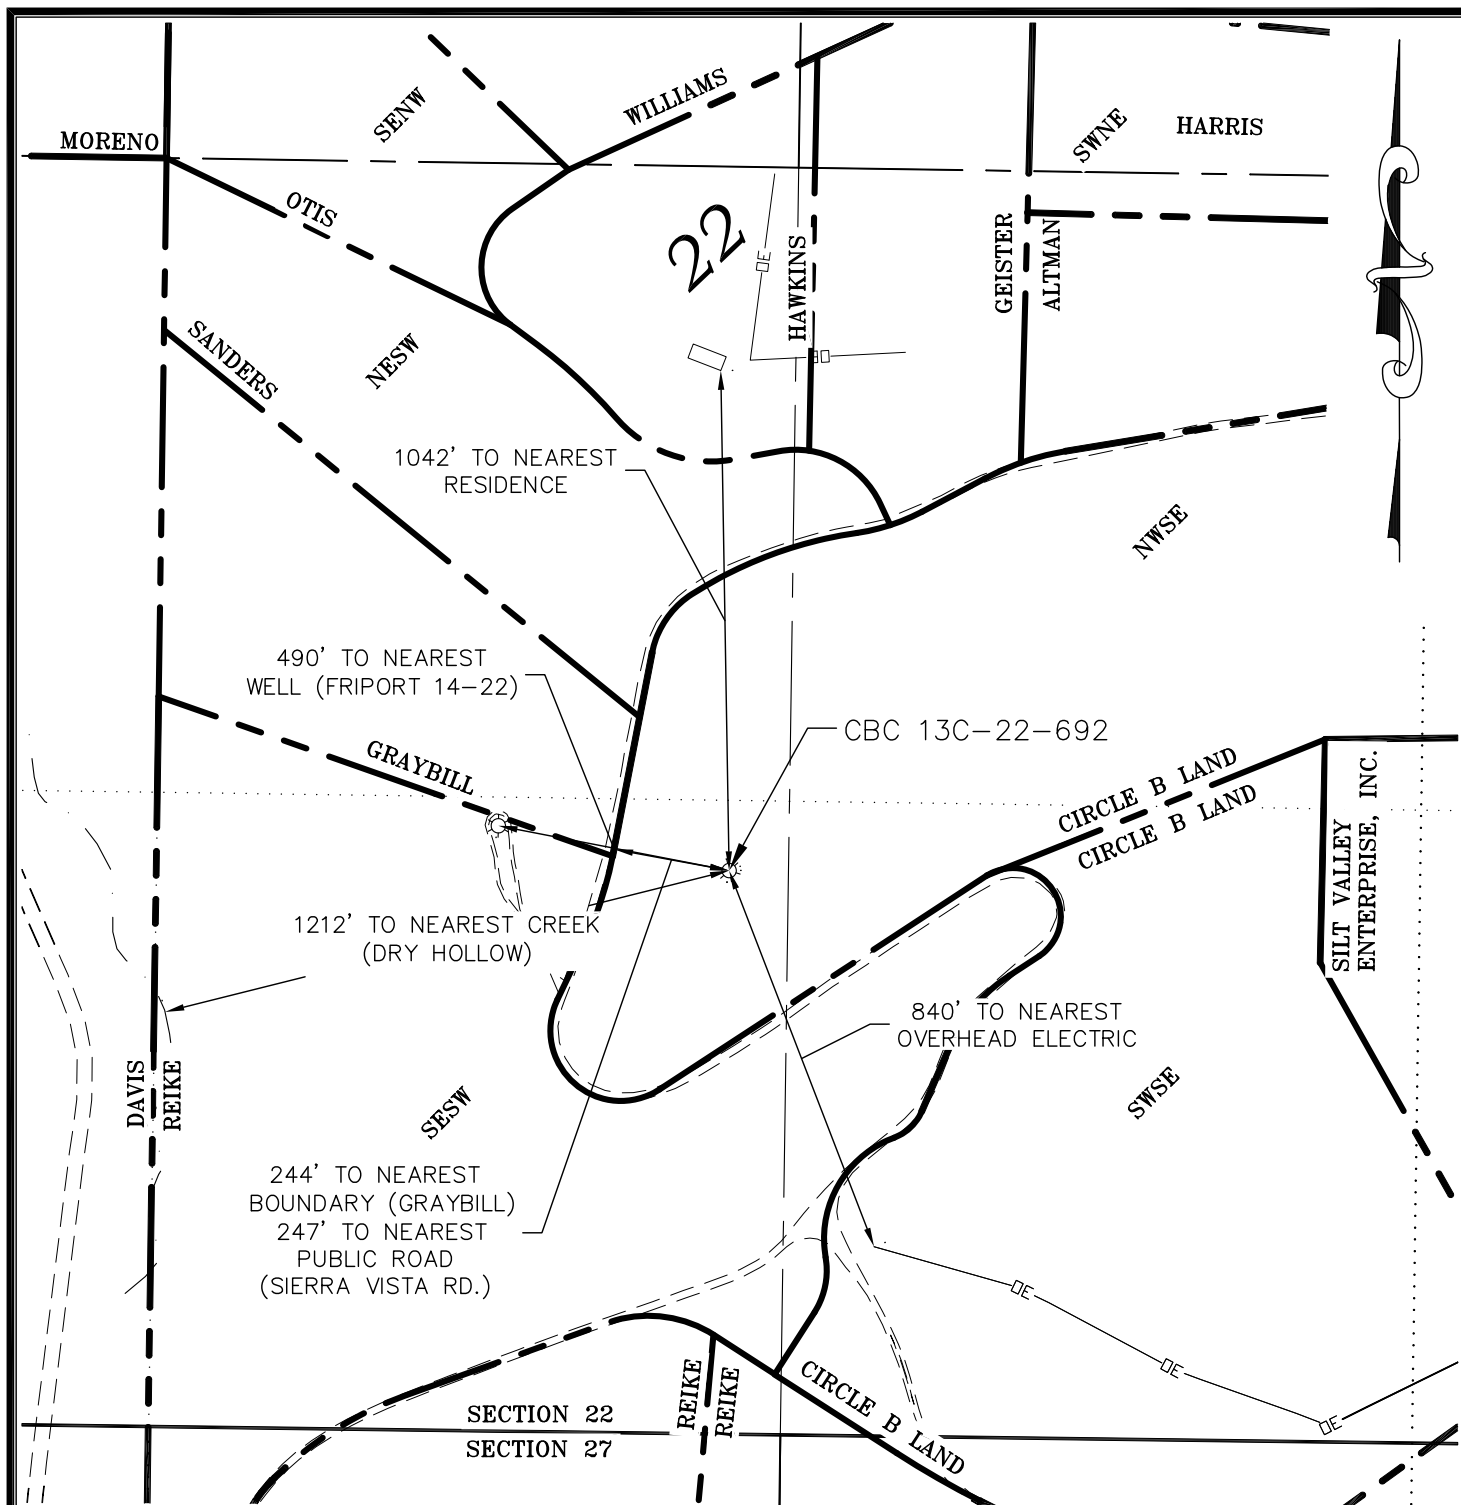 MORENO
SENW
WILLIAMS
SWNE
HARRIS
OTIS
22
HAWKINS
GEISTER
ALTMAN
SANDERS
NESW
1042' TO NEAREST
RESIDENCE
NWSE
490' TO NEAREST
WELL (FRIPORT 14-22)
CBC 13C-22-692
GRAYBILL
CIRCLE B LAND
CIRCLE B LAND
SILT VALLEY
ENTERPRISE, INC.
1212' TO NEAREST CREEK
(DRY HOLLOW)
840' TO NEAREST
OVERHEAD ELECTRIC
DAVIS
REIKE
SESW
SWSE
244' TO NEAREST
BOUNDARY (GRAYBILL)
247' TO NEAREST
PUBLIC ROAD
(SIERRA VISTA RD.)
REIKE
REIKE
CIRCLE B LAND
SECTION 22
SECTION 27